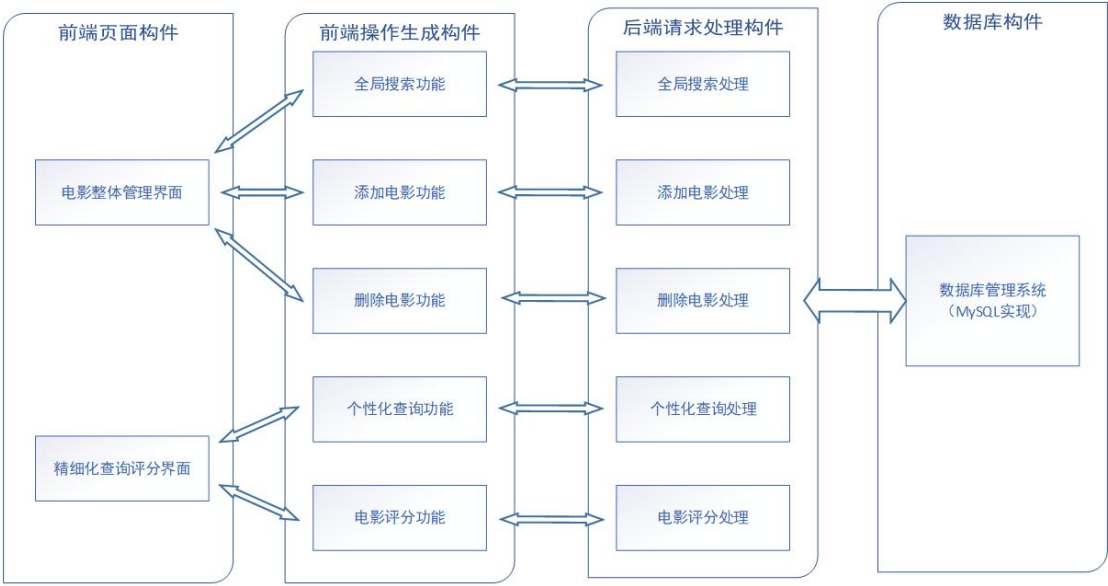 前端页面构件
电影整体管理界面
精细化查询评分界面
前端操作生成构件
全局搜索功能
添加电影功能
删除电影功能
个性化查询功能
电影评分功能
后端请求处理构件
全局搜索处理
添加电影处理
删除电影处理
个性化查询处理
电影评分处理
数据库构件
数据库管理系统
（MySQL实现）